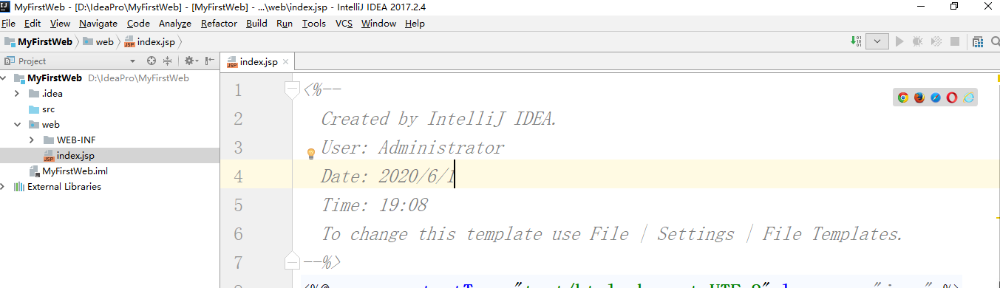 MyFirstWeb - [D:\IdeaPro\MyFirstWeb] - [MyFirstWeb] - ...\web\index.jsp - IntelliJ IDEA 2017.2.4
File Edit View Navigate Code Analyze Refactor Build Run Tools VCS Window Help
MyFirstWeb web index.jsp
Project
index.jsp
MyFirstWeb D:\IdeaPro\MyFirstWeb
.idea
src
web
WEB-INF
index.jsp
MyFirstWeb.iml
External Libraries
1 <%--
2 Created by IntelliJ IDEA.
3 User: Administrator
4 Date: 2020/6/1
5 Time: 19:08
6 To change this template use File | Settings | File Templates.
7 --%>